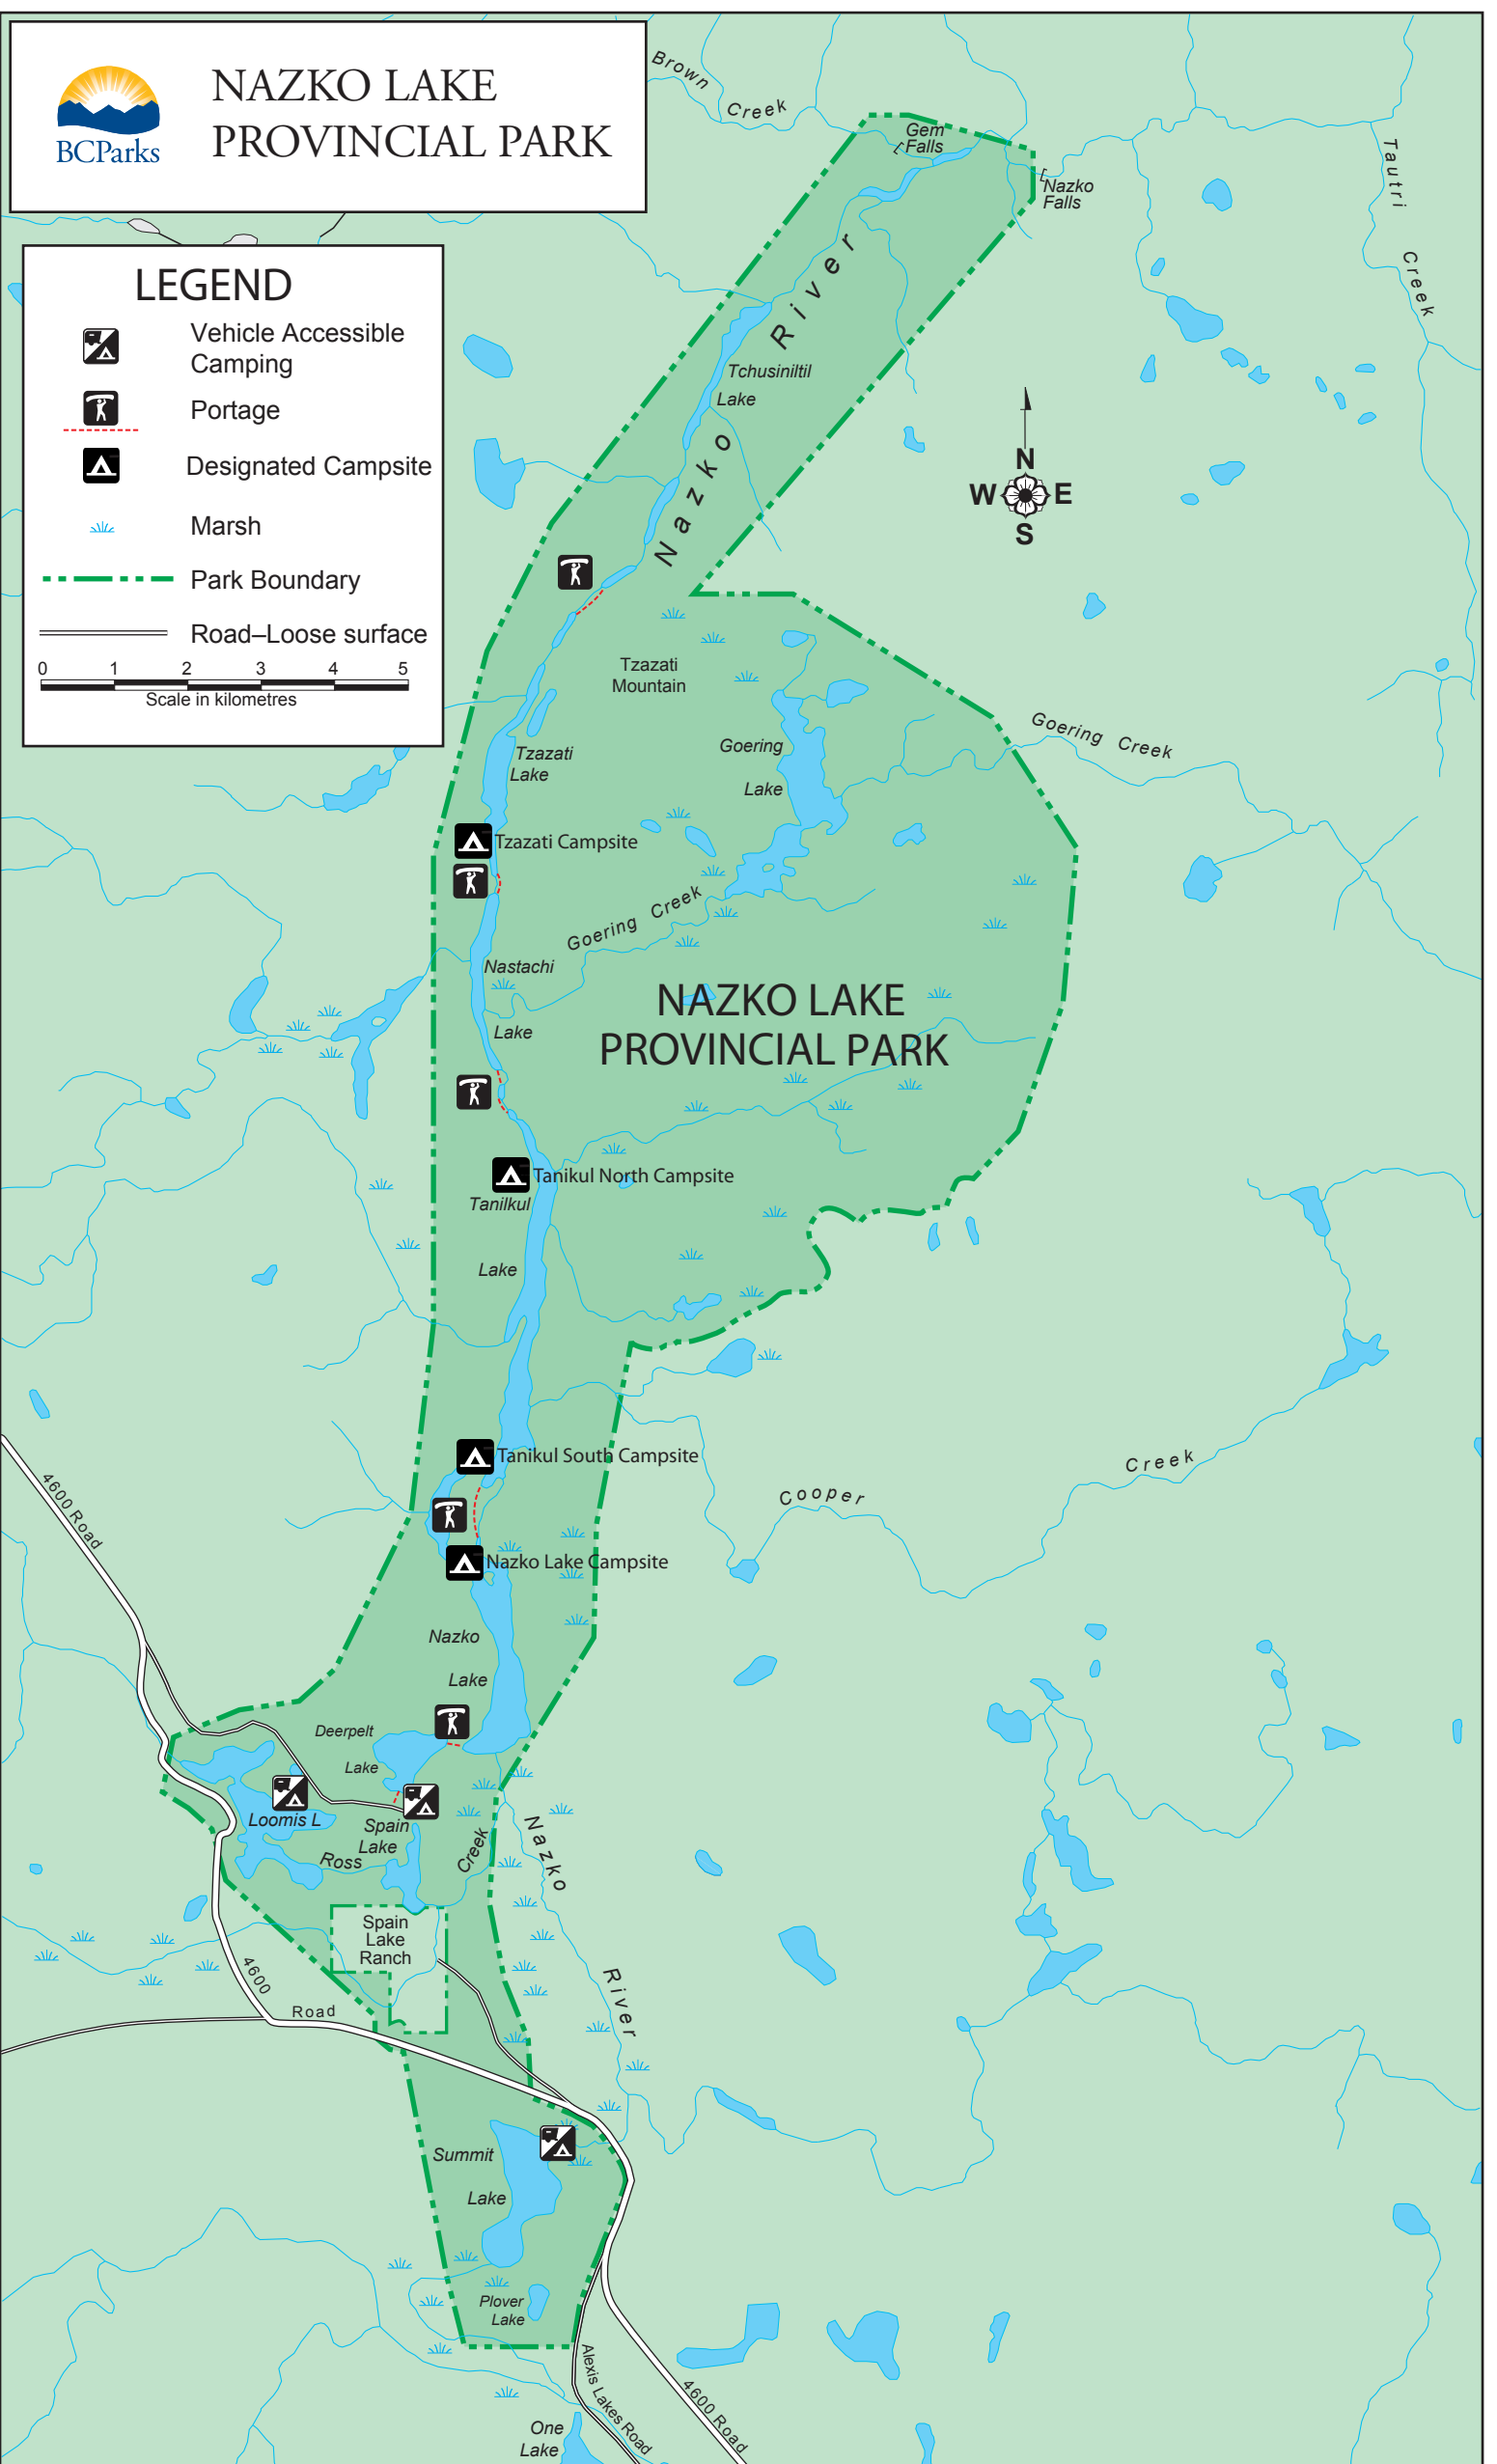 NAZKO LAKE
PROVINCIAL PARK
BCParks
LEGEND
Vehicle Accessible
Camping
Portage
Designated Campsite
Marsh
Park Boundary
Road–Loose surface
0 1 2 3 4 5
Scale in kilometres
Brown
Creek
Gem
Falls
Nazko
Falls
Tautri
Creek
Nazko River
Tchusiniltil
Lake
N
W E
S
Tzazati
Mountain
Goering Creek
Tzazati
Lake
Goering
Lake
Tzazati Campsite
Goering Creek
Nastachi
Lake
NAZKO LAKE
PROVINCIAL PARK
Tanikul North Campsite
Tanilkul
Lake
Tanikul South Campsite
Cooper Creek
4600 Road
Nazko Lake Campsite
Nazko
Lake
Deerpelt
Lake
Loomis L
Spain
Lake
Ross Creek
Nazko River
Spain
Lake
Ranch
4600
Road
Summit
Lake
Plover
Lake
Alexis Lakes Road
4600 Road
One
Lake